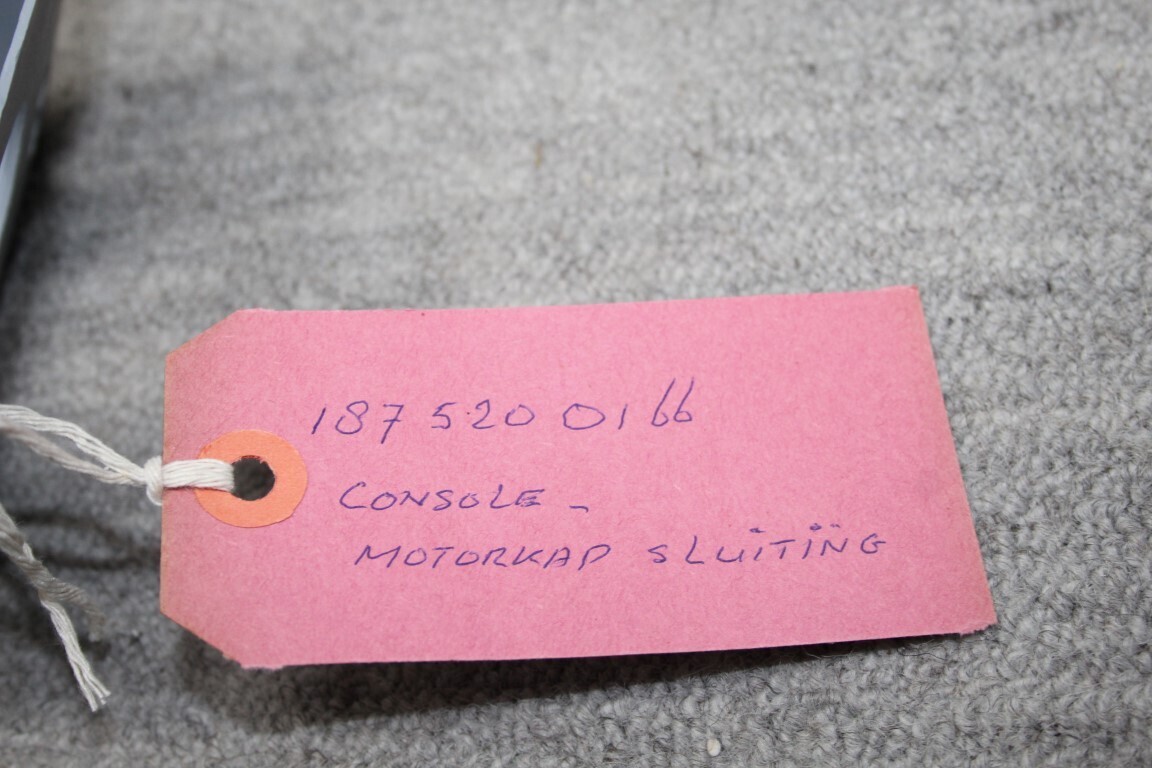 187 520 01 66
CONSOLE -
MOTORKAP SLUITING